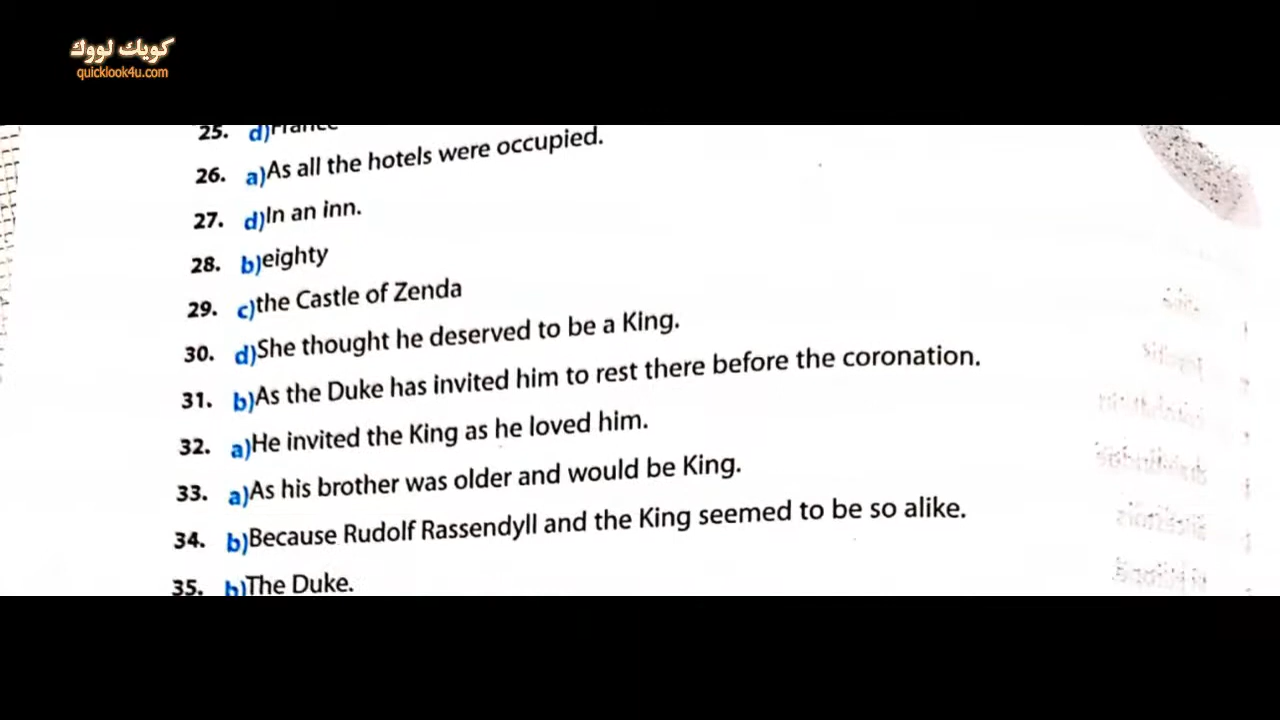 كويك لووك
quicklook4u.com
25. d)France
26. a)As all the hotels were occupied.
27. d)In an inn.
28. b)eighty
29. c)the Castle of Zenda
30. d)She thought he deserved to be a King.
31. b)As the Duke has invited him to rest there before the coronation.
32. a)He invited the King as he loved him.
33. a)As his brother was older and would be King.
34. b)Because Rudolf Rassendyll and the King seemed to be so alike.
35. b)The Duke.